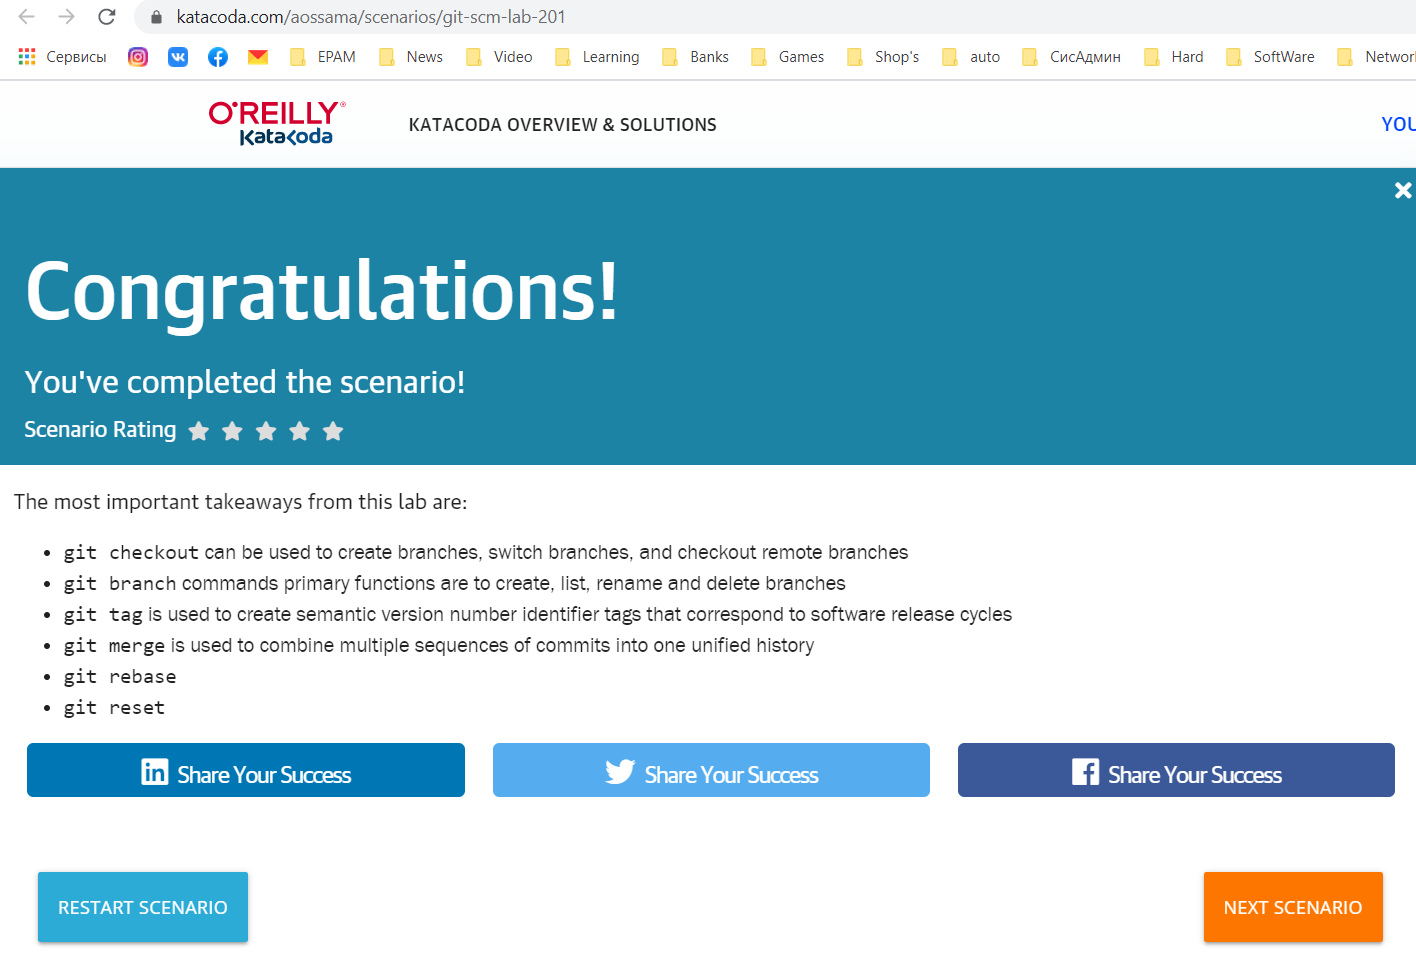 katacoda.com/aossama/scenarios/git-scm-lab-201
Сервисы EPAM News Video Learning Banks Games Shop's auto СисАдмин Hard SoftWare Network
O'REILLY®
Katacoda
KATACODA OVERVIEW & SOLUTIONS
YOU
Congratulations!
You've completed the scenario!
Scenario Rating
The most important takeaways from this lab are:
• git checkout can be used to create branches, switch branches, and checkout remote branches
• git branch commands primary functions are to create, list, rename and delete branches
• git tag is used to create semantic version number identifier tags that correspond to software release cycles
• git merge is used to combine multiple sequences of commits into one unified history
• git rebase
• git reset
Share Your Success
Share Your Success
Share Your Success
RESTART SCENARIO
NEXT SCENARIO